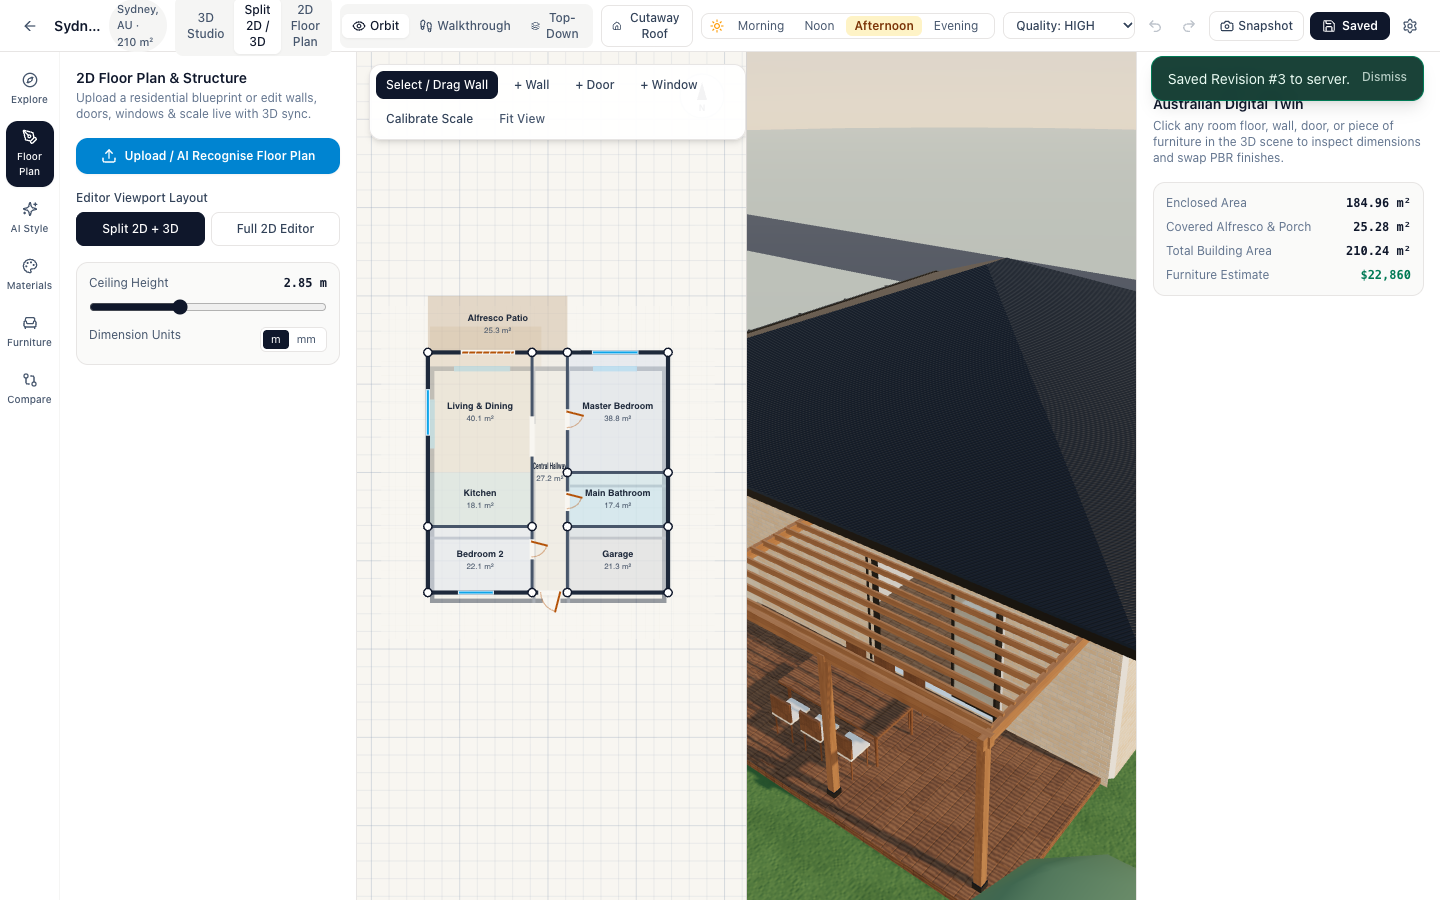 Sydn...
Sydney,
AU ·
210 m²
3D
Studio
Split
2D /
3D
2D
Floor
Plan
Orbit
Walkthrough
Top-
Down
Cutaway
Roof
Morning
Noon
Afternoon
Evening
Quality: HIGH
Snapshot
Saved
Explore
Floor
Plan
AI Style
Materials
Furniture
Compare
2D Floor Plan & Structure
Upload a residential blueprint or edit walls,
doors, windows & scale live with 3D sync.
Upload / AI Recognise Floor Plan
Editor Viewport Layout
Split 2D + 3D
Full 2D Editor
Ceiling Height
2.85 m
Dimension Units
m
mm
Select / Drag Wall
+ Wall
+ Door
+ Window
Calibrate Scale
Fit View
N
Alfresco Patio
25.3 m²
Living & Dining
40.1 m²
Master Bedroom
38.8 m²
Central Hallway
27.2 m²
Kitchen
18.1 m²
Main Bathroom
17.4 m²
Bedroom 2
22.1 m²
Garage
21.3 m²
Saved Revision #3 to server.
Dismiss
Australian Digital Twin
Click any room floor, wall, door, or piece of
furniture in the 3D scene to inspect dimensions
and swap PBR finishes.
Enclosed Area
184.96 m²
Covered Alfresco & Porch
25.28 m²
Total Building Area
210.24 m²
Furniture Estimate
$22,860